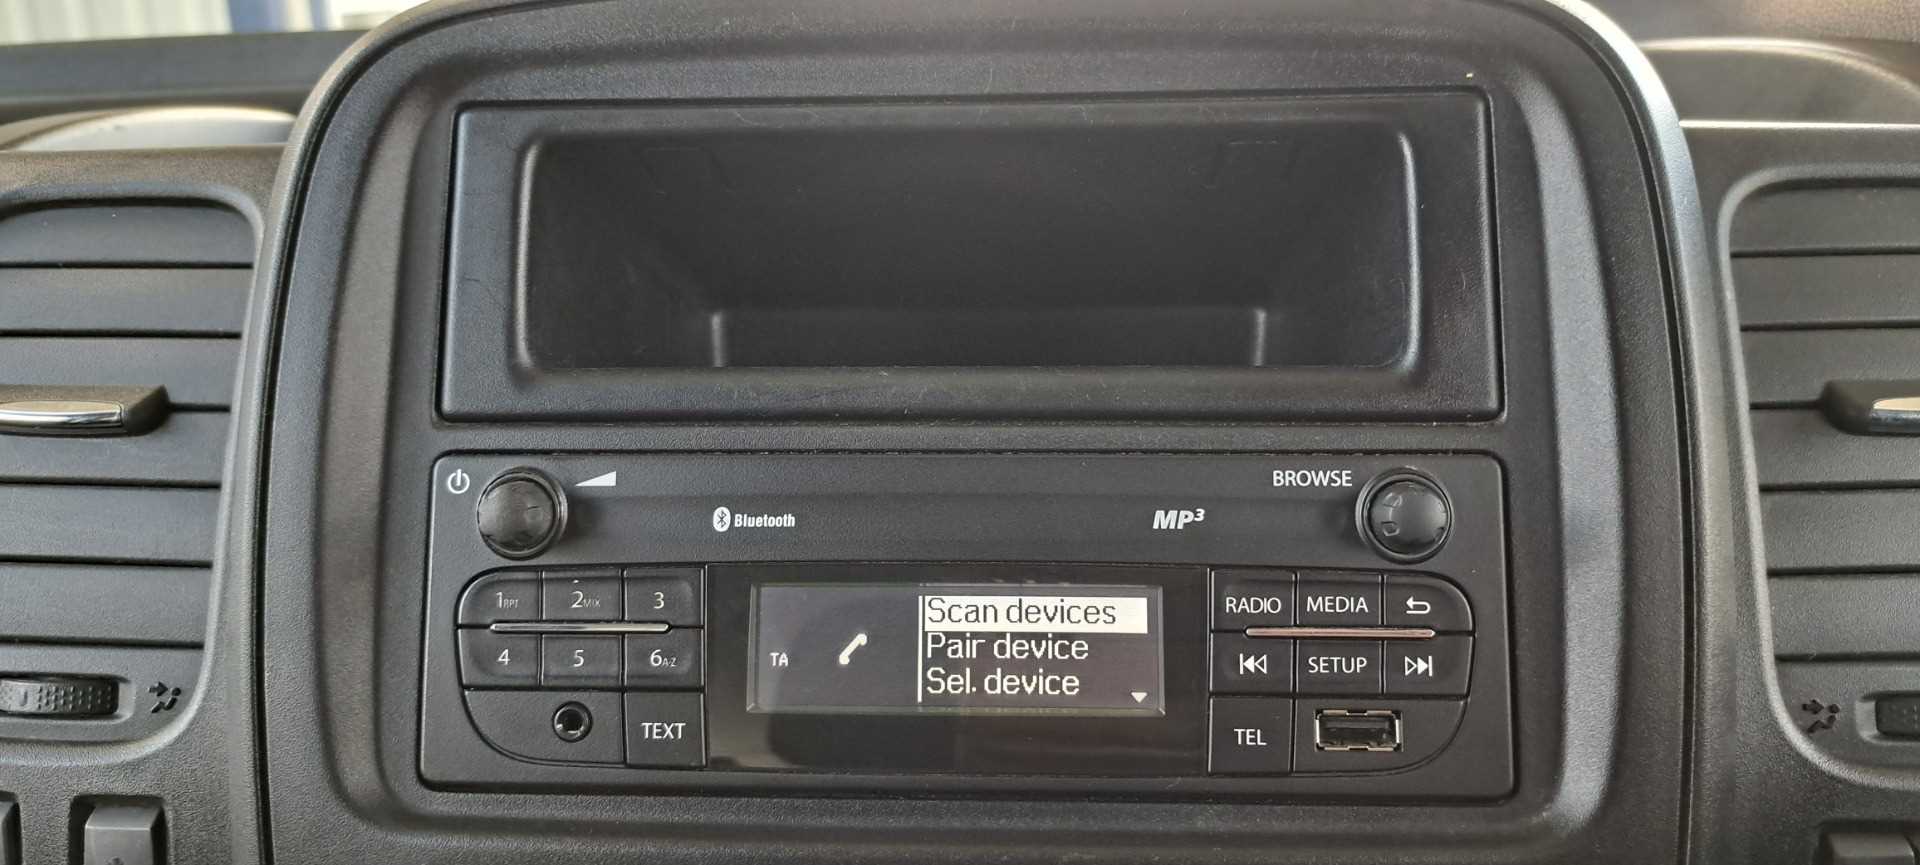 BROWSE
Bluetooth
MP3
1RPT 2MIX 3
4 5 6A-Z
TEXT
TA
Scan devices
Pair device
Sel. device
RADIO MEDIA
SETUP
TEL